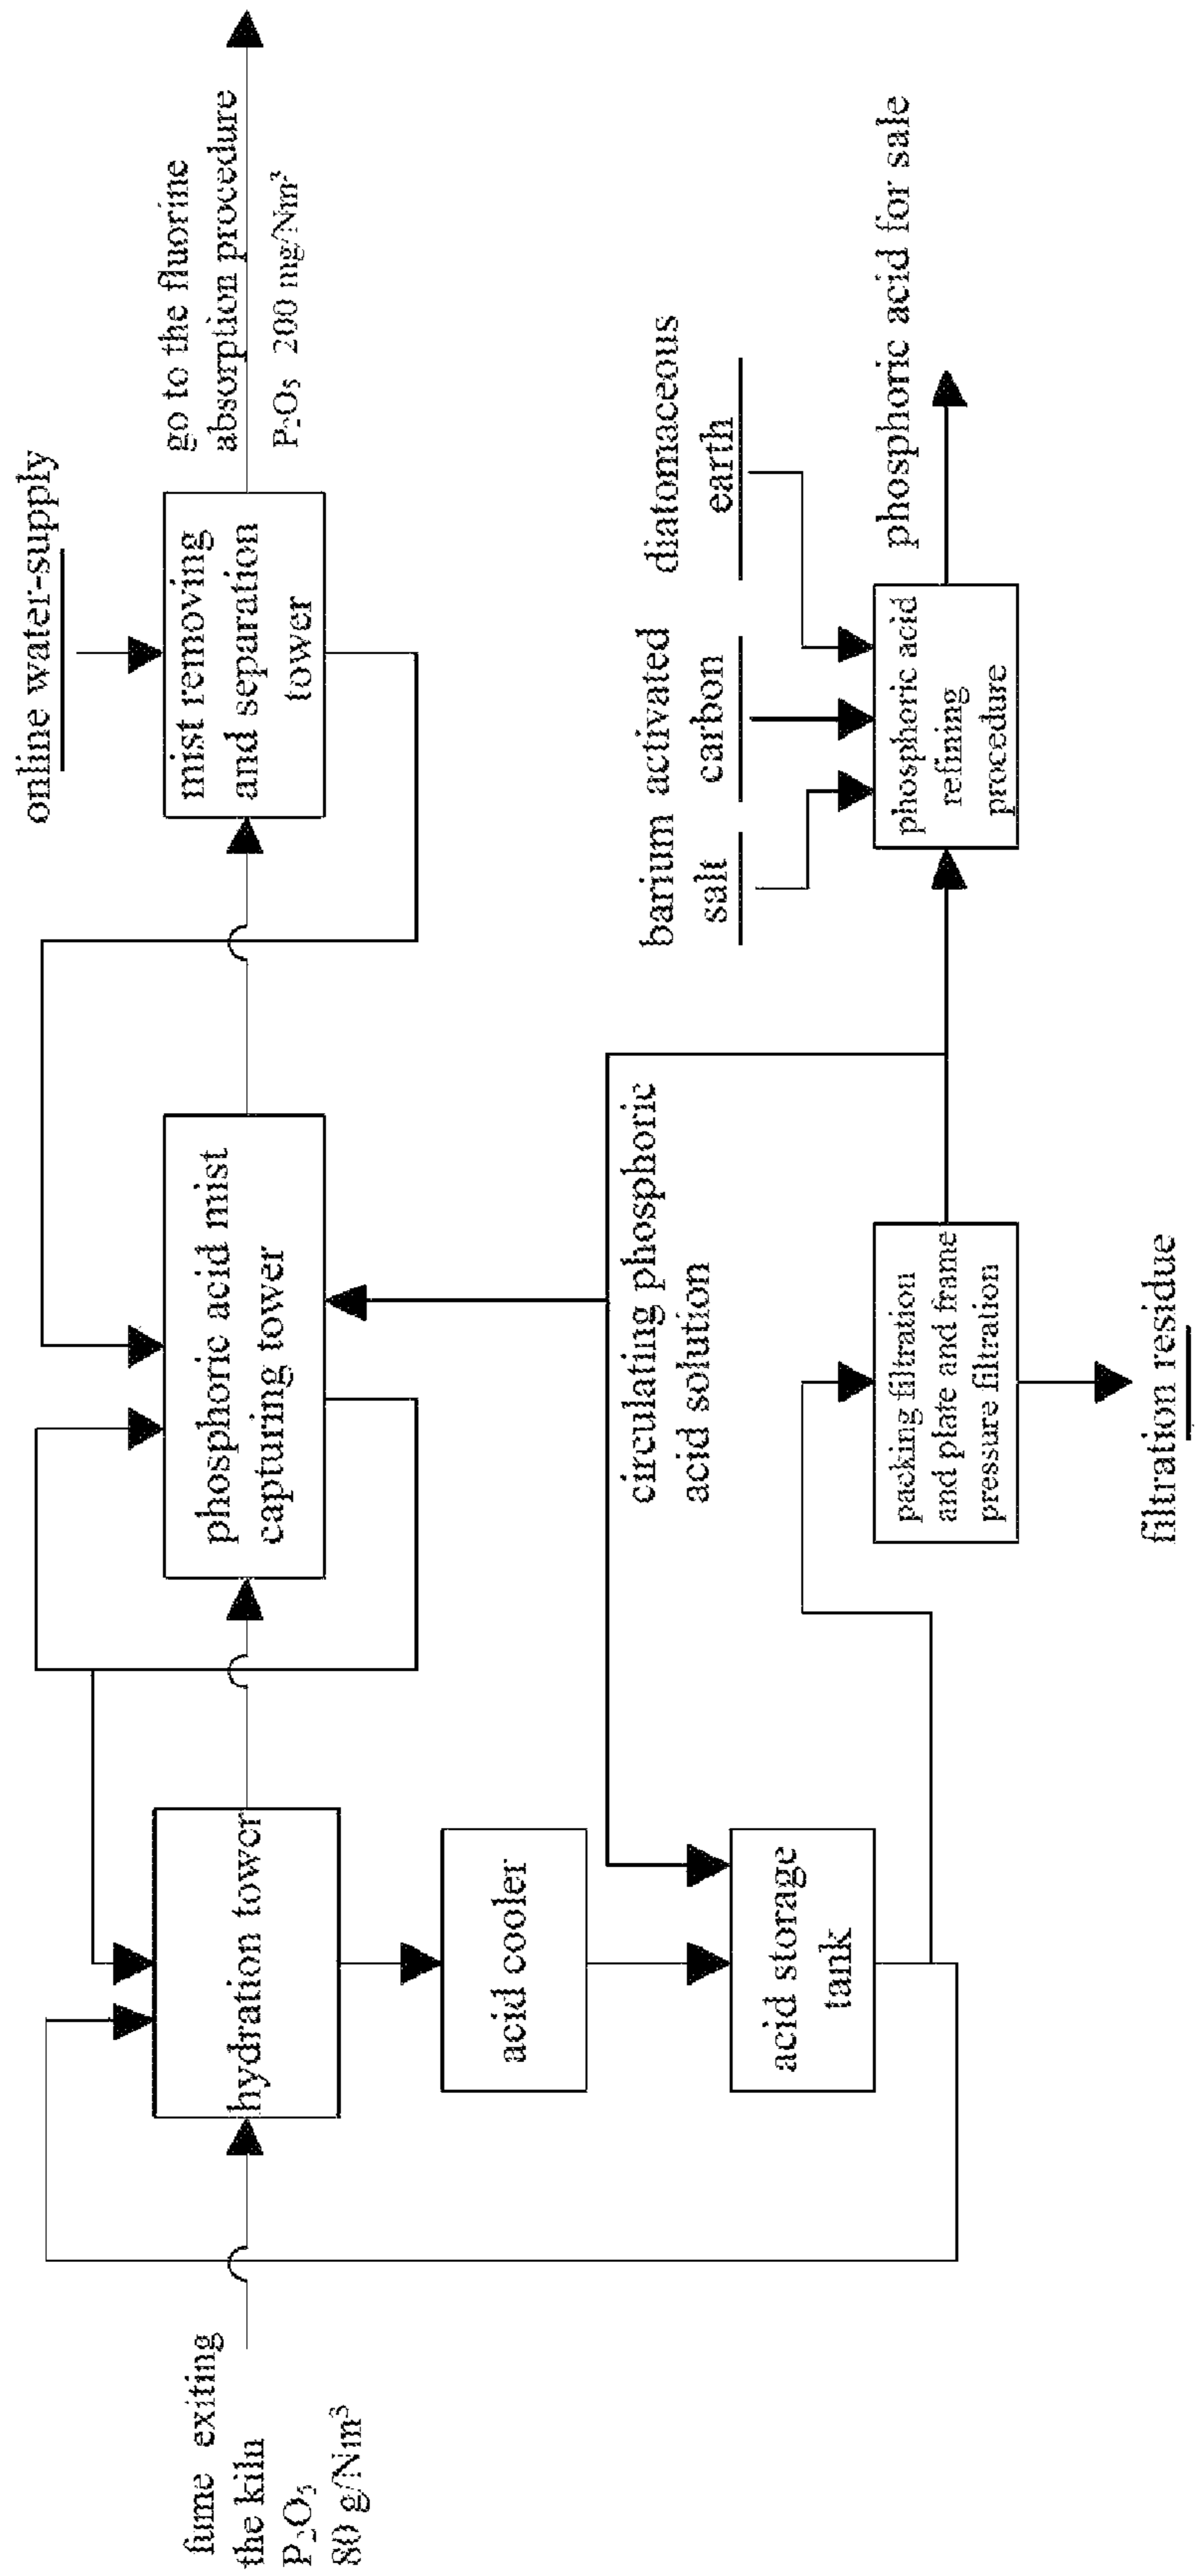 online water-supply
go to the fluorine
absorption procedure
P₂O₅ 200 mg/Nm³
mist removing
and separation
tower
phosphoric acid mist
capturing tower
hydration tower
fume exiting
the kiln
P₂O₅
80 g/Nm³
acid cooler
acid storage
tank
circulating phosphoric
acid solution
barium activated
salt carbon
diatomaceous
earth
packing filtration
and plate and frame
pressure filtration
phosphoric acid
refining
procedure
phosphoric acid for sale
filtration residue